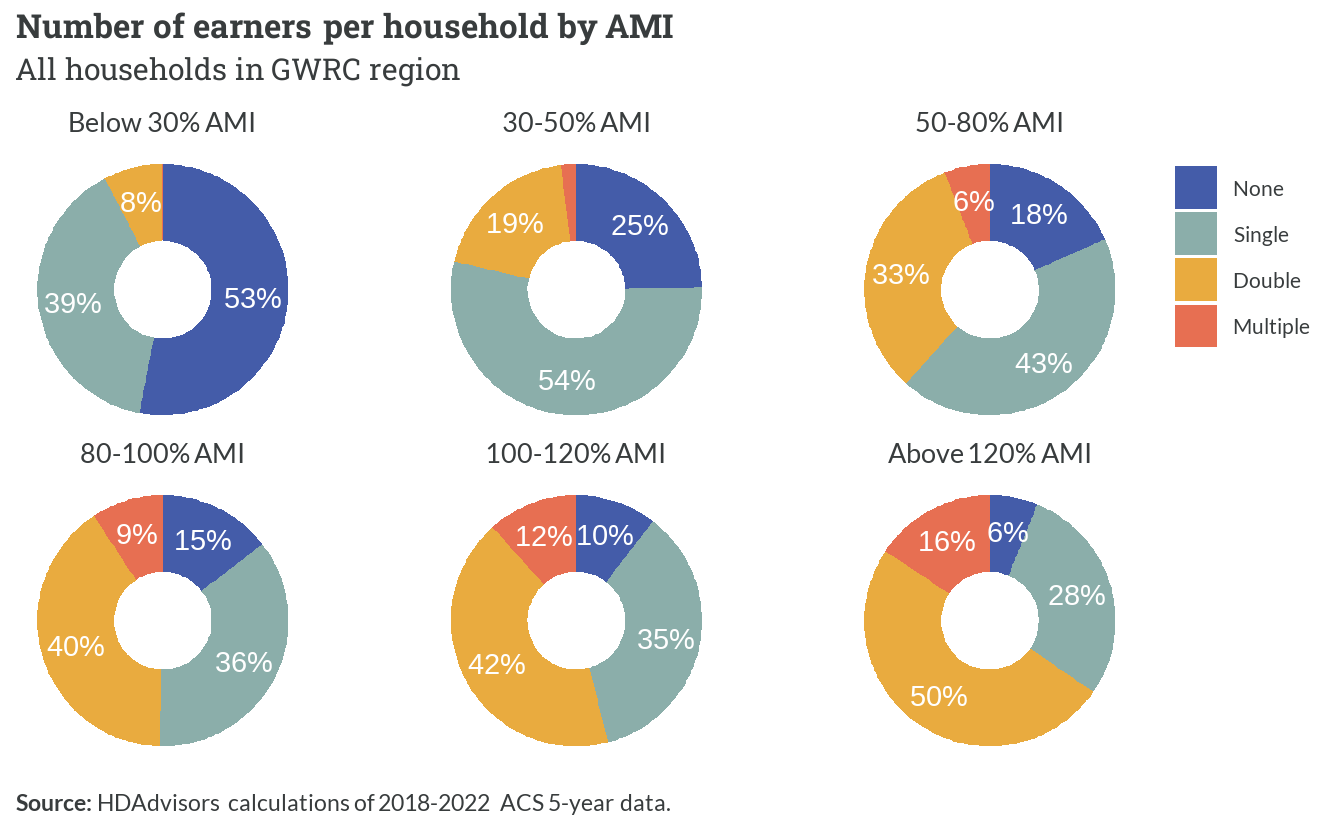 Number of earners per household by AMI
All households in GWRC region
Below 30% AMI
30-50% AMI
50-80% AMI
8%
39%
53%
19%
25%
54%
6%
18%
33%
43%
None
Single
Double
Multiple
80-100% AMI
100-120% AMI
Above 120% AMI
9%
15%
40%
36%
12%
10%
42%
35%
16%
6%
28%
50%
Source: HDAdvisors calculations of 2018-2022 ACS 5-year data.